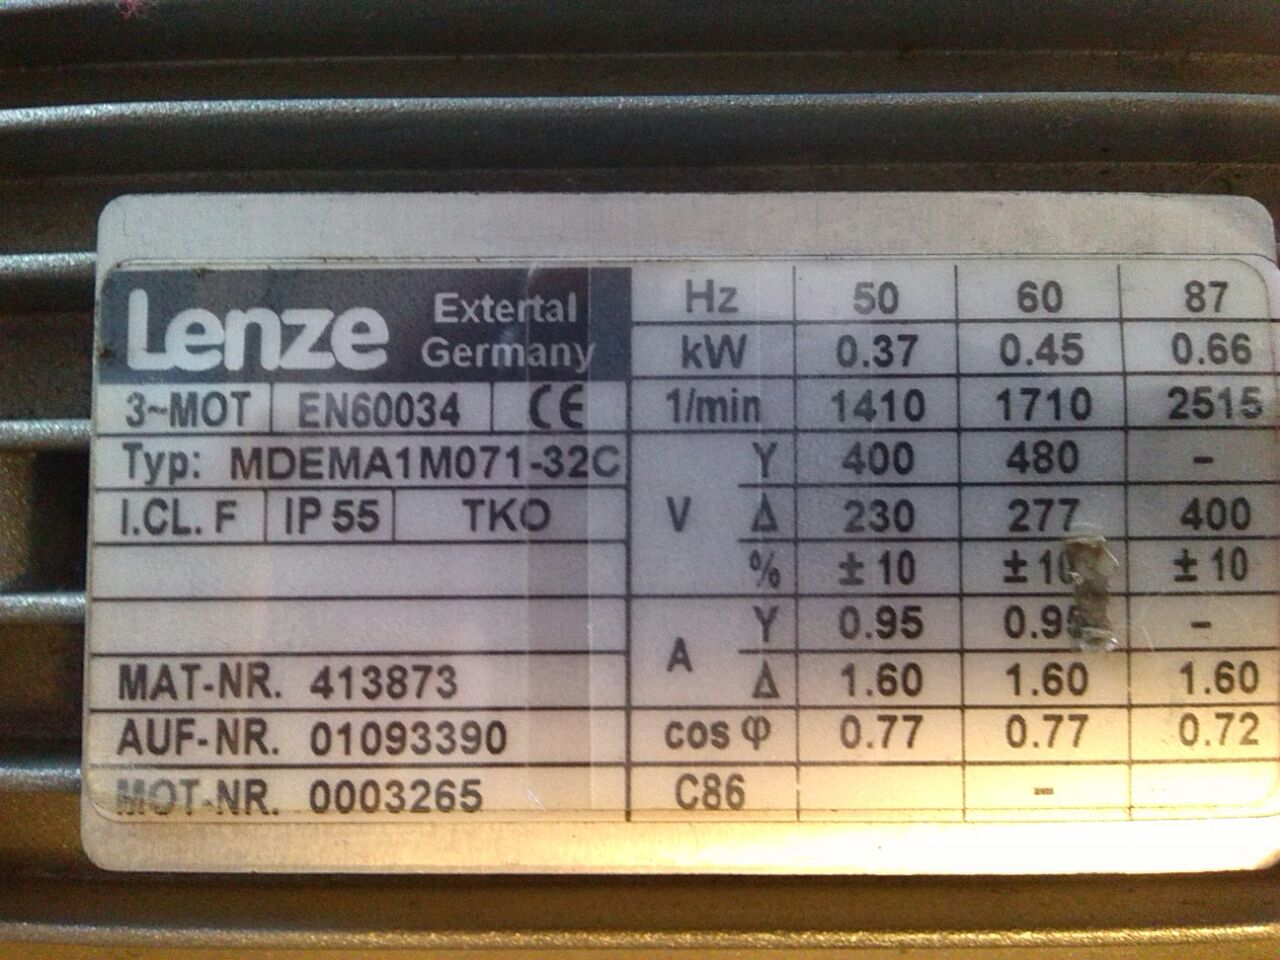 Lenze Extertal Germany
3~MOT EN60034 CE
Typ: MDEMA1M071-32C
I.CL. F IP 55 TKO
MAT-NR. 413873
AUF-NR. 01093390
MOT-NR. 0003265
Hz 50 60 87
kW 0.37 0.45 0.66
1/min 1410 1710 2515
V
Y 400 480 -
Δ 230 277 400
% ±10 ±10 ±10
A
Y 0.95 0.95 -
Δ 1.60 1.60 1.60
cos φ 0.77 0.77 0.72
C86 -